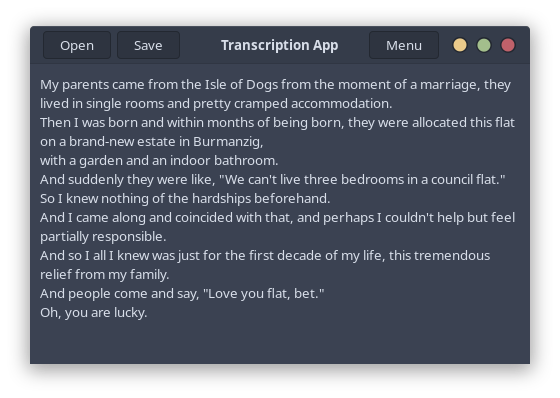 Open Save Transcription App Menu
My parents came from the Isle of Dogs from the moment of a marriage, they
lived in single rooms and pretty cramped accommodation.
Then I was born and within months of being born, they were allocated this flat
on a brand-new estate in Burmanzig,
with a garden and an indoor bathroom.
And suddenly they were like, "We can't live three bedrooms in a council flat."
So I knew nothing of the hardships beforehand.
And I came along and coincided with that, and perhaps I couldn't help but feel
partially responsible.
And so I all I knew was just for the first decade of my life, this tremendous
relief from my family.
And people come and say, "Love you flat, bet."
Oh, you are lucky.